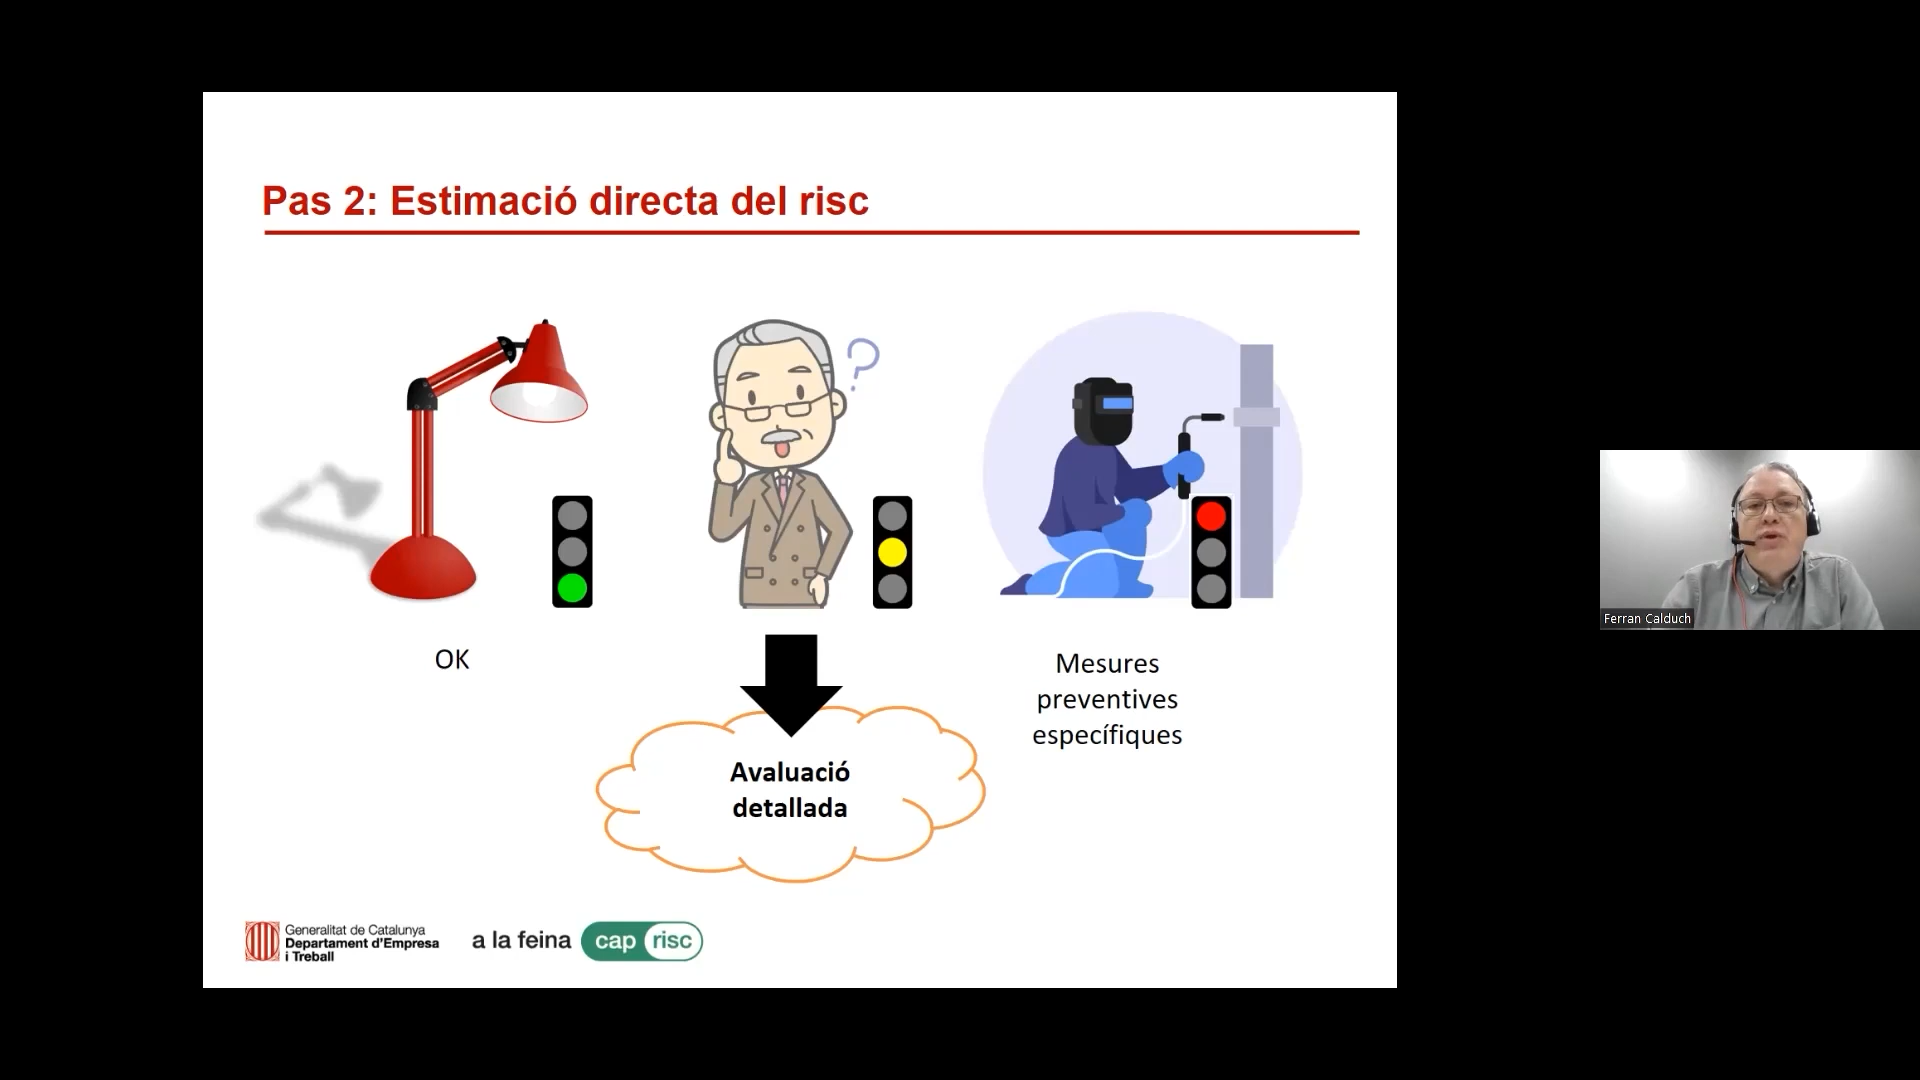 Pas 2: Estimació directa del risc
?
OK
Mesures
preventives
específiques
Avaluació
detallada
Generalitat de Catalunya
Departament d'Empresa
i Treball
a la feina cap risc
Ferran Calduch